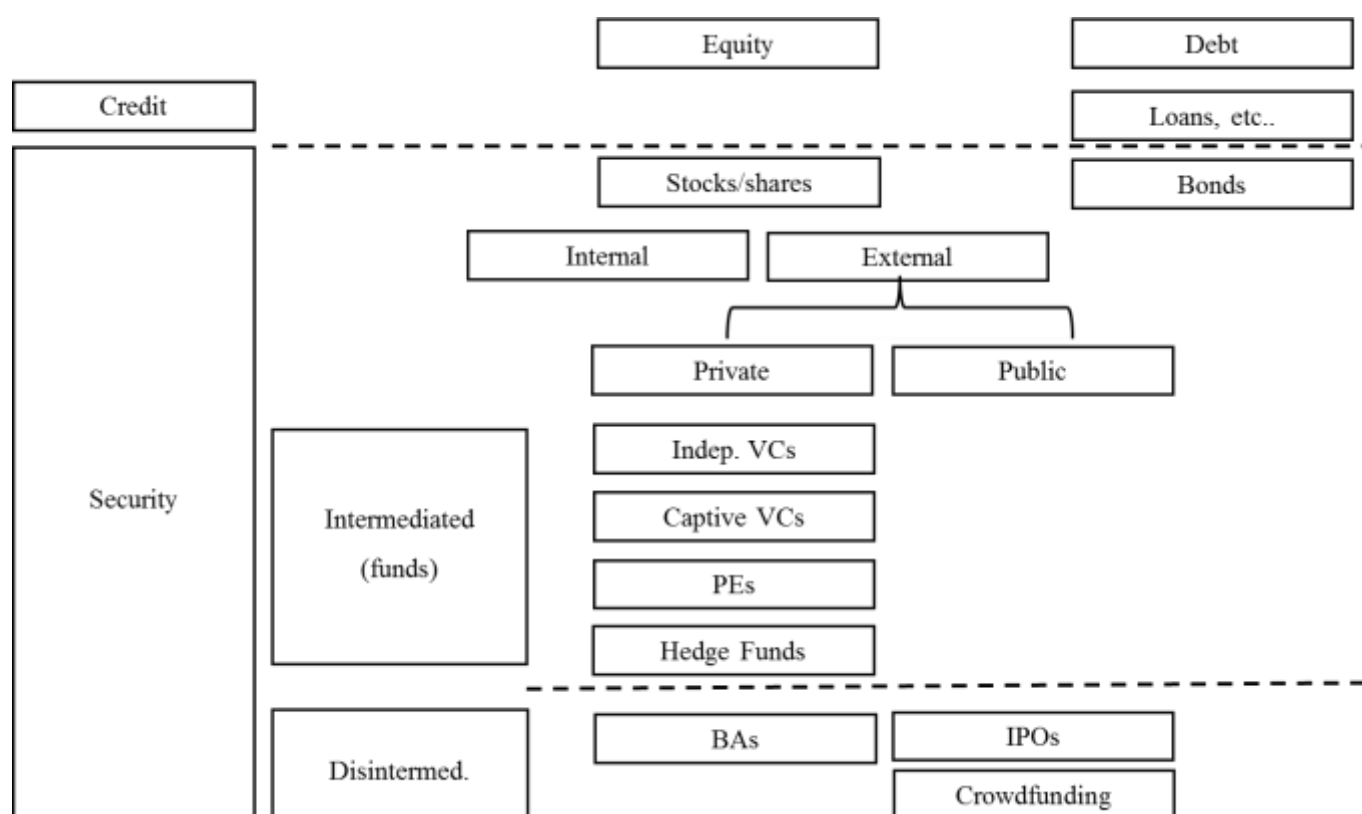 Equity
Debt
Credit
Loans, etc..
Stocks/shares
Bonds
Internal
External
Private
Public
Indep. VCs
Security
Captive VCs
Intermediated
(funds)
PEs
Hedge Funds
BAs
IPOs
Disintermed.
Crowdfunding